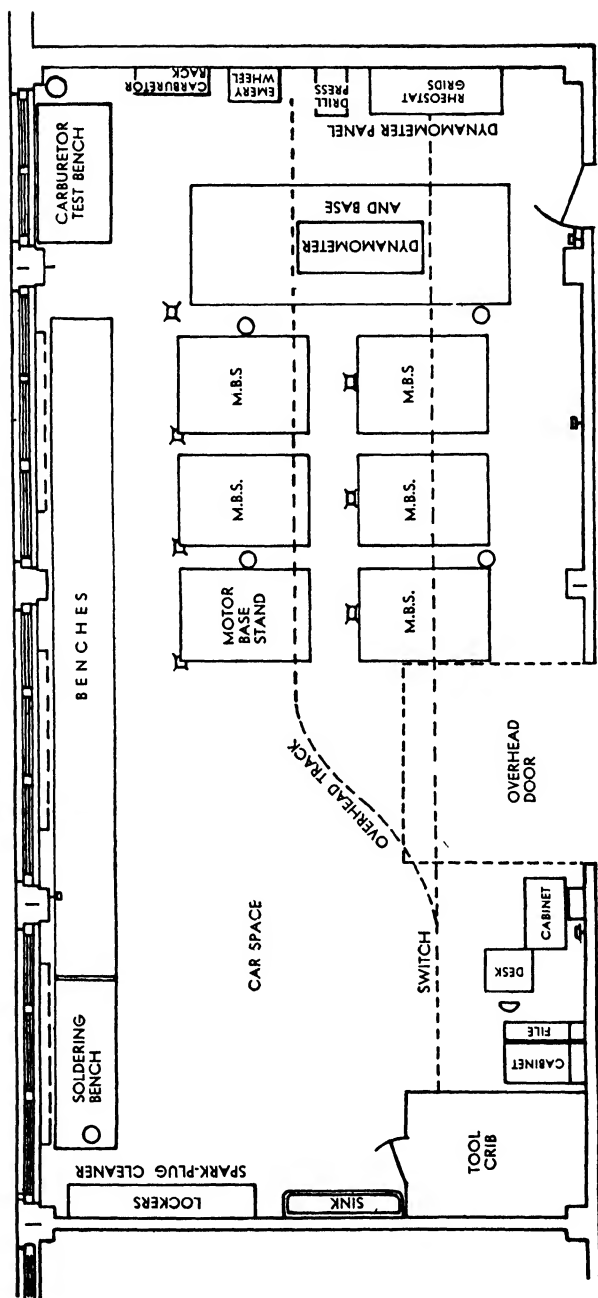 CARBURETOR
RACK
EMERY
WHEEL
DRILL
PRESS
RHEOSTAT
GRIDS
DYNAMOMETER PANEL
CARBURETOR
TEST BENCH
DYNAMOMETER
AND BASE
M.B.S
M.B.S.
M.B.S.
M.B.S.
MOTOR
BASE
STAND
M.B.S.
BENCHES
OVERHEAD TRACK
OVERHEAD
DOOR
CAR SPACE
SWITCH
CABINET
DESK
FILE
CABINET
SOLDERING
BENCH
SPARK-PLUG CLEANER
LOCKERS
SINK
TOOL
CRIB